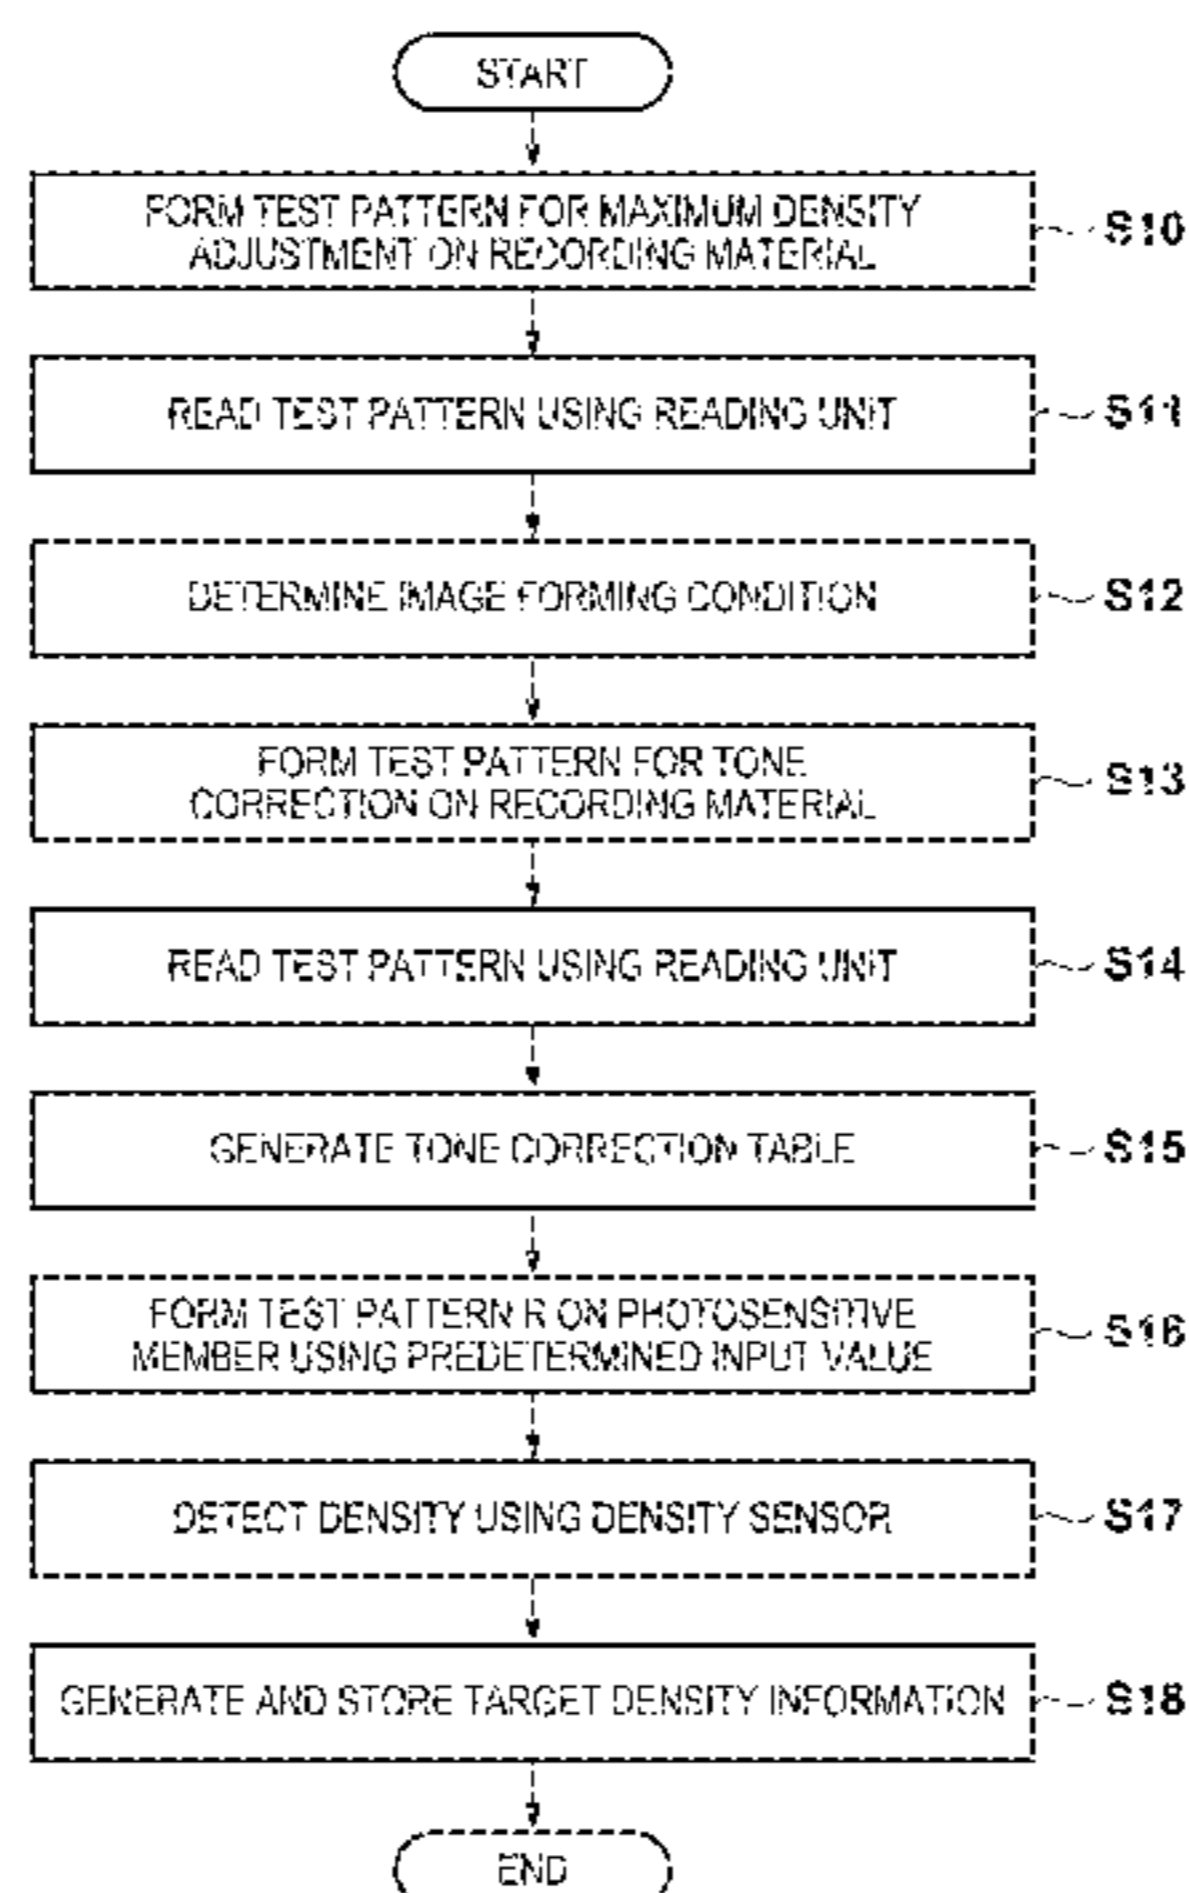 START
FORM TEST PATTERN FOR MAXIMUM DENSITY
ADJUSTMENT ON RECORDING MATERIAL
S10
READ TEST PATTERN USING READING UNIT
S11
DETERMINE IMAGE FORMING CONDITION
S12
FORM TEST PATTERN FOR TONE
CORRECTION ON RECORDING MATERIAL
S13
READ TEST PATTERN USING READING UNIT
S14
GENERATE TONE CORRECTION TABLE
S15
FORM TEST PATTERN R ON PHOTOSENSITIVE
MEMBER USING PREDETERMINED INPUT VALUE
S16
DETECT DENSITY USING DENSITY SENSOR
S17
GENERATE AND STORE TARGET DENSITY INFORMATION
S18
END